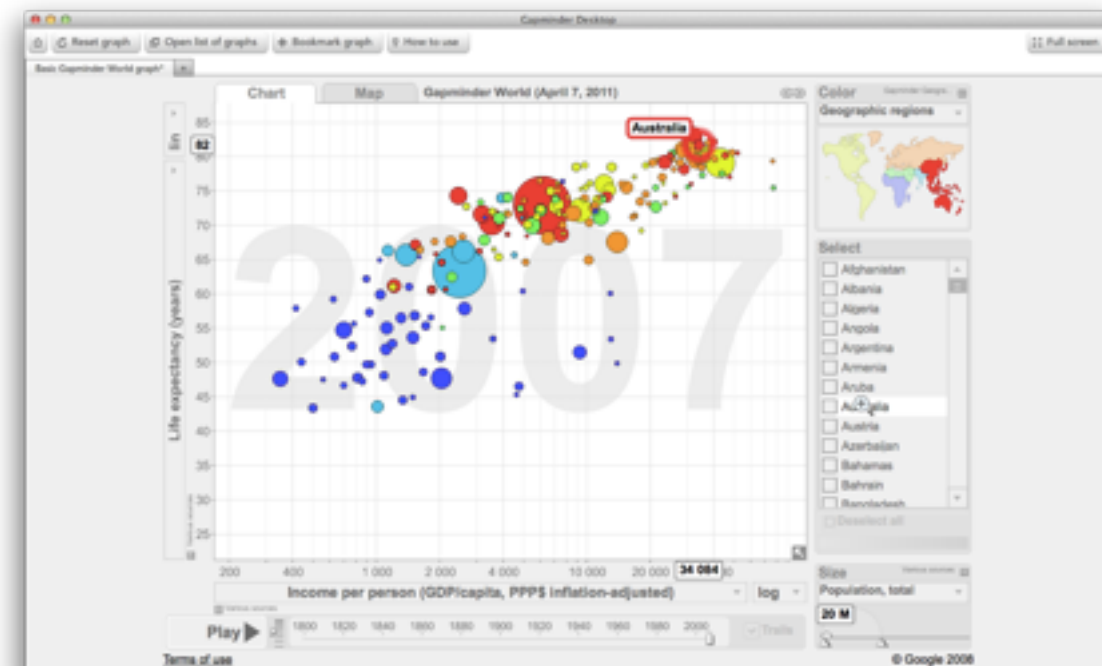 Gapminder Desktop
Reset graph Open list of graphs Bookmark graph How to use Full screen
Basic Gapminder World graph*
Chart Map Gapminder World (April 7, 2011)
Color
Geographic regions
lin
82
Life expectancy (years)
85
80
75
70
65
60
55
50
45
40
35
30
25
Australia
2007
Select
Afghanistan
Albania
Algeria
Angola
Argentina
Armenia
Aruba
Australia
Austria
Azerbaijan
Bahamas
Bahrain
Bangladesh
Deselect all
200 400 1 000 2 000 4 000 10 000 20 000 34 084
Income per person (GDP/capita, PPP$ inflation-adjusted) log
Size
Population, total
20 M
Play 1800 1820 1840 1860 1880 1900 1920 1940 1960 1980 2000 Trails
Terms of use © Google 2008